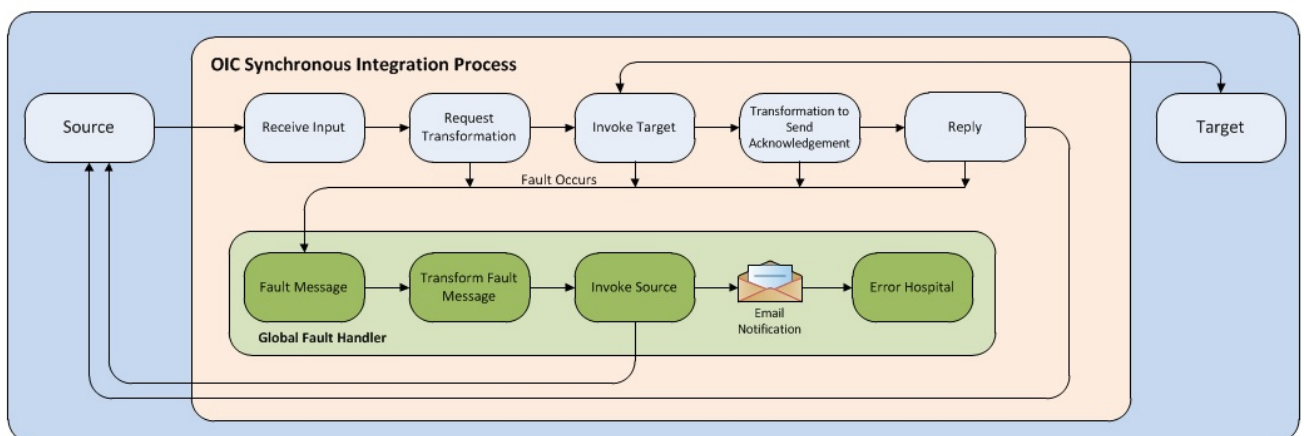 OIC Synchronous Integration Process
Source
Receive Input
Request
Transformation
Invoke Target
Transformation to
Send
Acknowledgement
Reply
Target
Fault Occurs
Fault Message
Transform Fault
Message
Invoke Source
Email
Notification
Error Hospital
Global Fault Handler